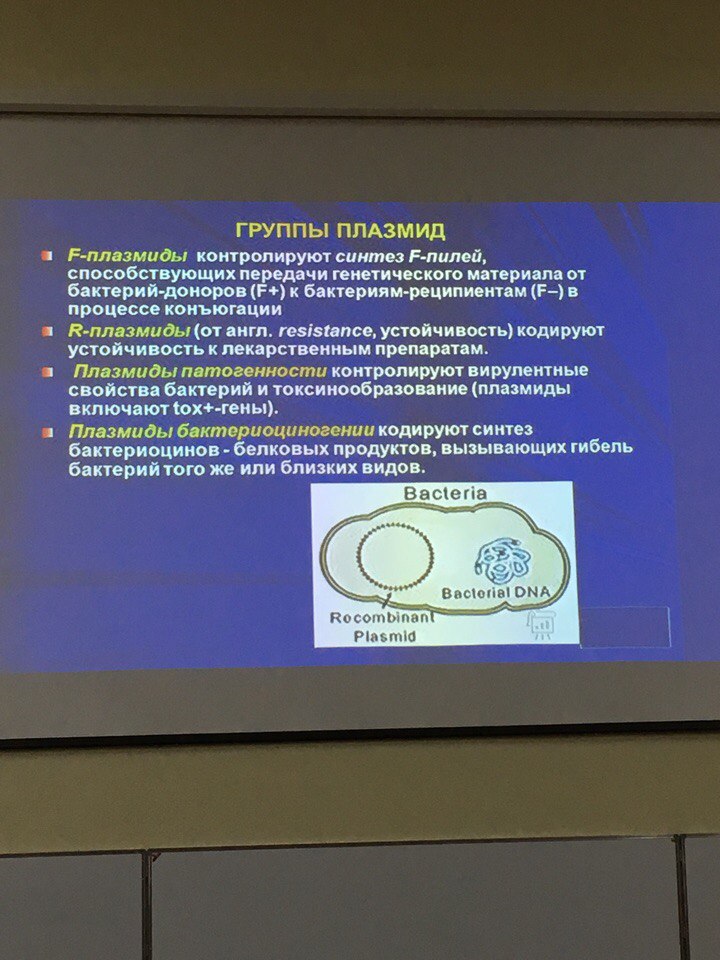 ГРУППЫ ПЛАЗМИД
F-плазмиды контролируют синтез F-пилей,
способствующих передачи генетического материала от
бактерий-доноров (F+) к бактериям-реципиентам (F–) в
процессе конъюгации
R-плазмиды (от англ. resistance, устойчивость) кодируют
устойчивость к лекарственным препаратам.
Плазмиды патогенности контролируют вирулентные
свойства бактерий и токсинообразование (плазмиды
включают tox+-гены).
Плазмиды бактериоциногении кодируют синтез
бактериоцинов - белковых продуктов, вызывающих гибель
бактерий того же или близких видов.
Bacteria
Bacterial DNA
Recombinant
Plasmid